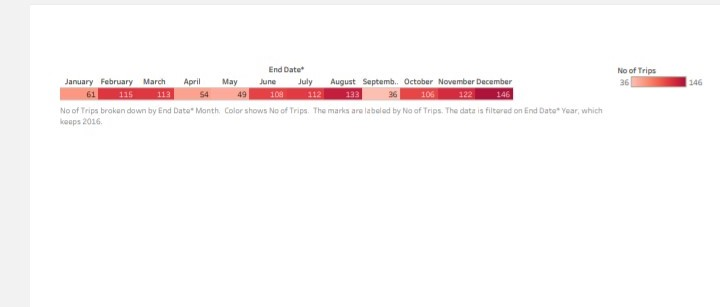 End Date*
January February March April May June July August Septemb.. October November December
61 115 113 54 49 108 112 133 36 106 122 146
No of Trips broken down by End Date* Month. Color shows No of Trips. The marks are labeled by No of Trips. The data is filtered on End Date* Year, which
keeps 2016.
No of Trips
36 146